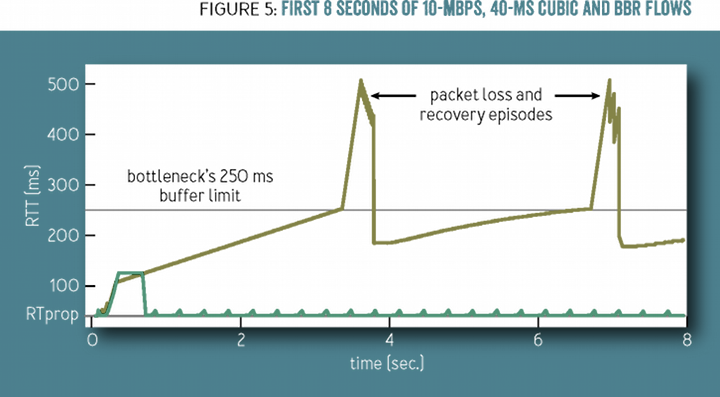 FIGURE 5: FIRST 8 SECONDS OF 10-MBPS, 40-MS CUBIC AND BBR FLOWS
500
400
300
200
100
RTprop
RTT (ms)
bottleneck's 250 ms
buffer limit
packet loss and
recovery episodes
0 2 4 6 8
time (sec.)